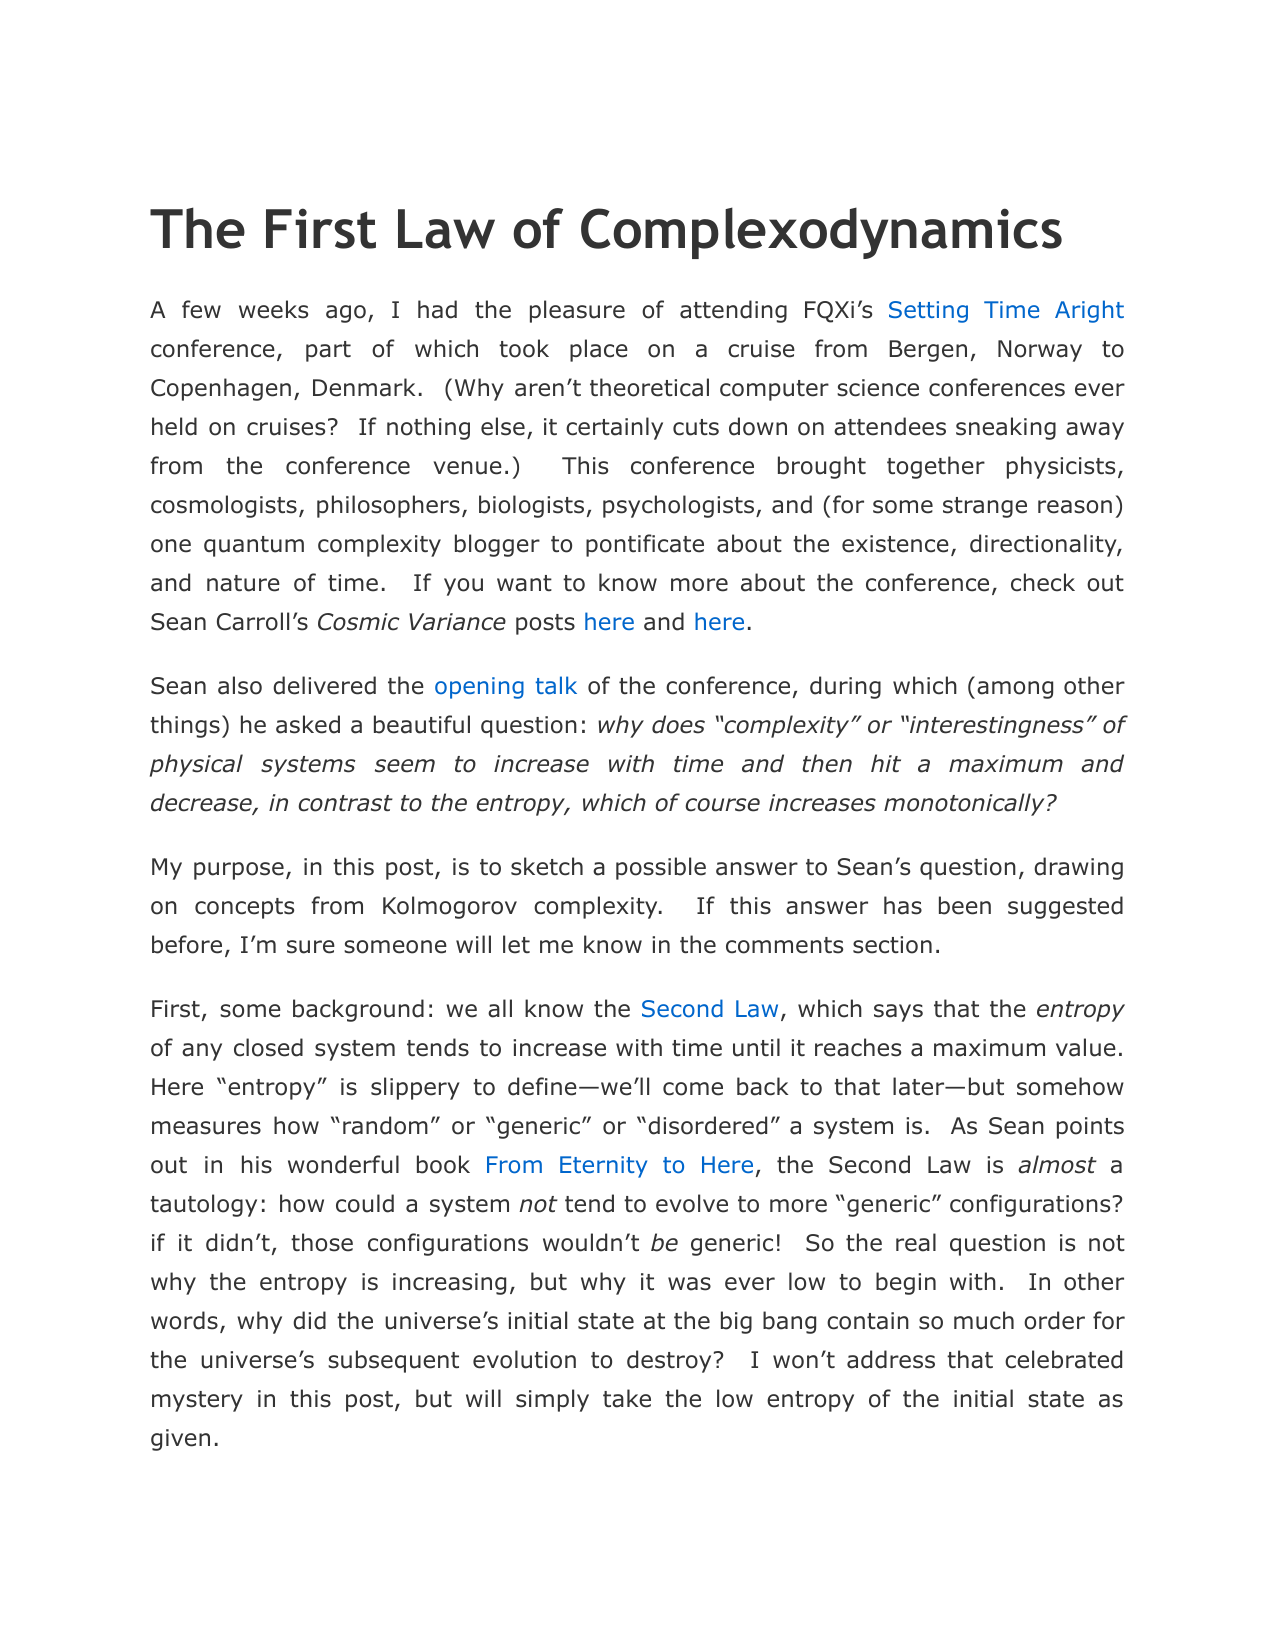 The First Law of Complexodynamics
A few weeks ago, I had the pleasure of attending FQXi’s Setting Time Aright
conference, part of which took place on a cruise from Bergen, Norway to
Copenhagen, Denmark.  (Why aren’t theoretical computer science conferences ever
held on cruises?  If nothing else, it certainly cuts down on attendees sneaking away
from the conference venue.)  This conference brought together physicists,
cosmologists, philosophers, biologists, psychologists, and (for some strange reason)
one quantum complexity blogger to pontificate about the existence, directionality,
and nature of time.  If you want to know more about the conference, check out
Sean Carroll’s Cosmic Variance posts here and here.
Sean also delivered the opening talk of the conference, during which (among other
things) he asked a beautiful question: why does “complexity” or “interestingness” of
physical systems seem to increase with time and then hit a maximum and
decrease, in contrast to the entropy, which of course increases monotonically?
My purpose, in this post, is to sketch a possible answer to Sean’s question, drawing
on concepts from Kolmogorov complexity.  If this answer has been suggested
before, I’m sure someone will let me know in the comments section.
First, some background: we all know the Second Law, which says that the entropy
of any closed system tends to increase with time until it reaches a maximum value.
Here “entropy” is slippery to define—we’ll come back to that later—but somehow
measures how “random” or “generic” or “disordered” a system is.  As Sean points
out in his wonderful book From Eternity to Here, the Second Law is almost a
tautology: how could a system not tend to evolve to more “generic” configurations?
if it didn’t, those configurations wouldn’t be generic!  So the real question is not
why the entropy is increasing, but why it was ever low to begin with.  In other
words, why did the universe’s initial state at the big bang contain so much order for
the universe’s subsequent evolution to destroy?  I won’t address that celebrated
mystery in this post, but will simply take the low entropy of the initial state as
given.